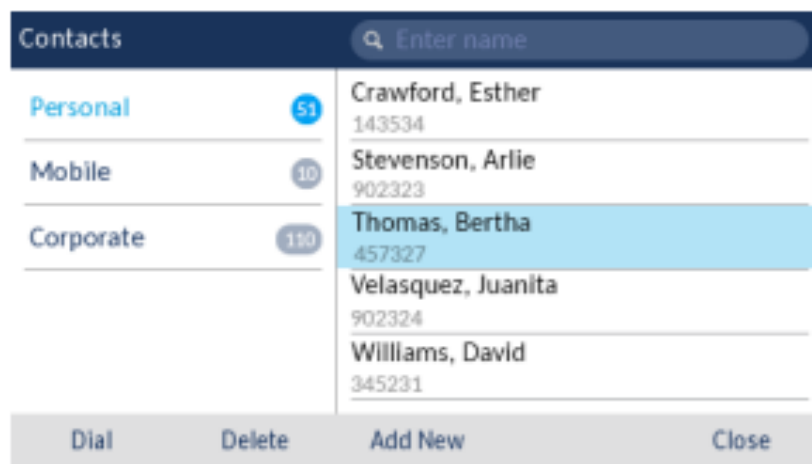 Contacts
Enter name
Personal 51
Mobile 10
Corporate 110
Crawford, Esther
143534
Stevenson, Arlie
902323
Thomas, Bertha
457327
Velasquez, Juanita
902324
Williams, David
345231
Dial Delete Add New Close